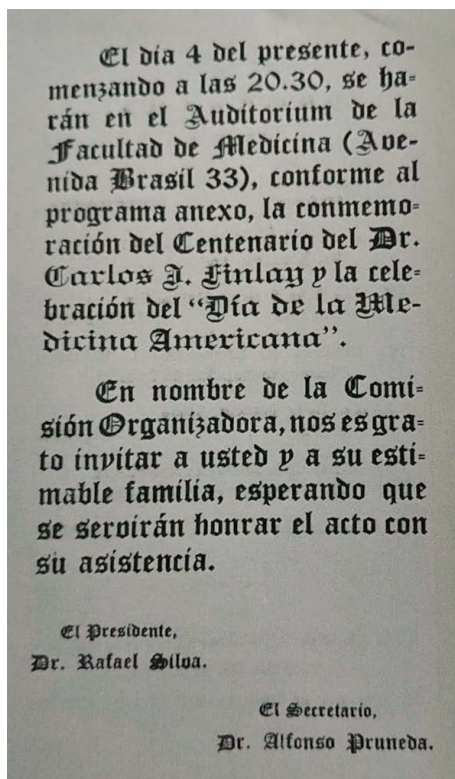 El día 4 del presente, co-
menzando a las 20.30, se ha-
rán en el Auditorium de la
Facultad de Medicina (Ave-
nida Brasil 33), conforme al
programa anexo, la conmemo-
ración del Centenario del Dr.
Carlos J. Finlay y la cele-
bración del “Día de la Me-
dicina Americana”.
En nombre de la Comi-
sión Organizadora, nos es gra-
to invitar a usted y a su esti-
mable familia, esperando que
se servirán honrar el acto con
su asistencia.
El Presidente,
Dr. Rafael Silva.
El Secretario,
Dr. Alfonso Pruneda.